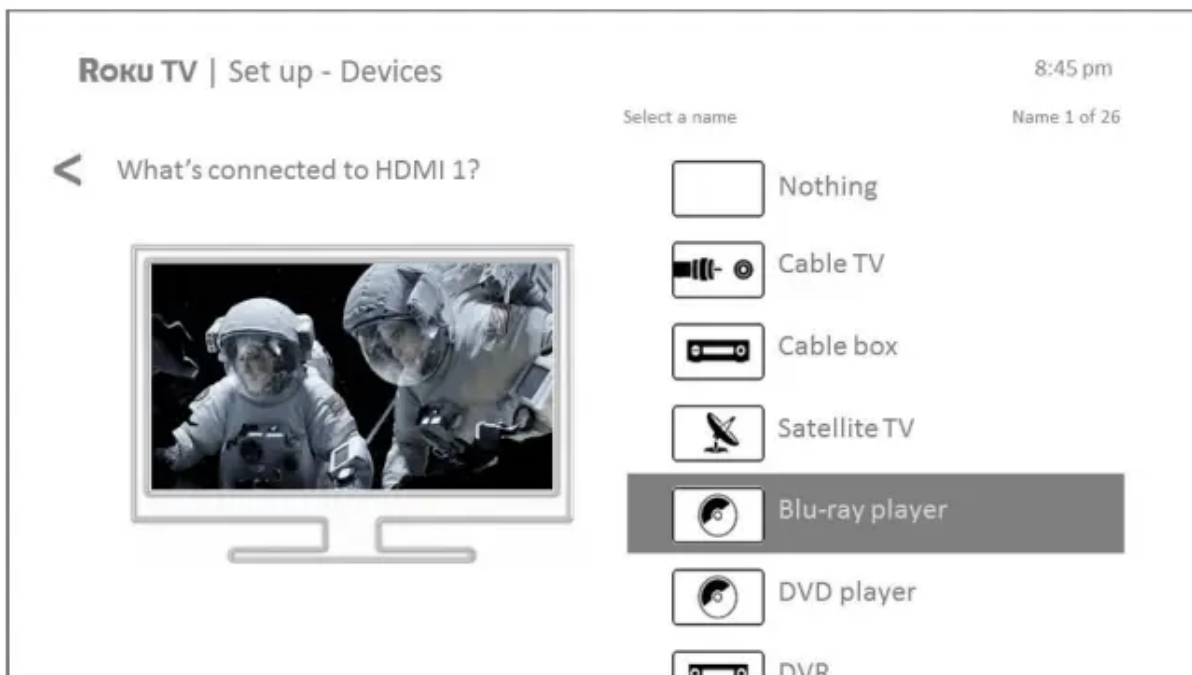 ROKU TV | Set up - Devices
8:45 pm
Select a name
Name 1 of 26
< What's connected to HDMI 1?
Nothing
Cable TV
Cable box
Satellite TV
Blu-ray player
DVD player
DVR